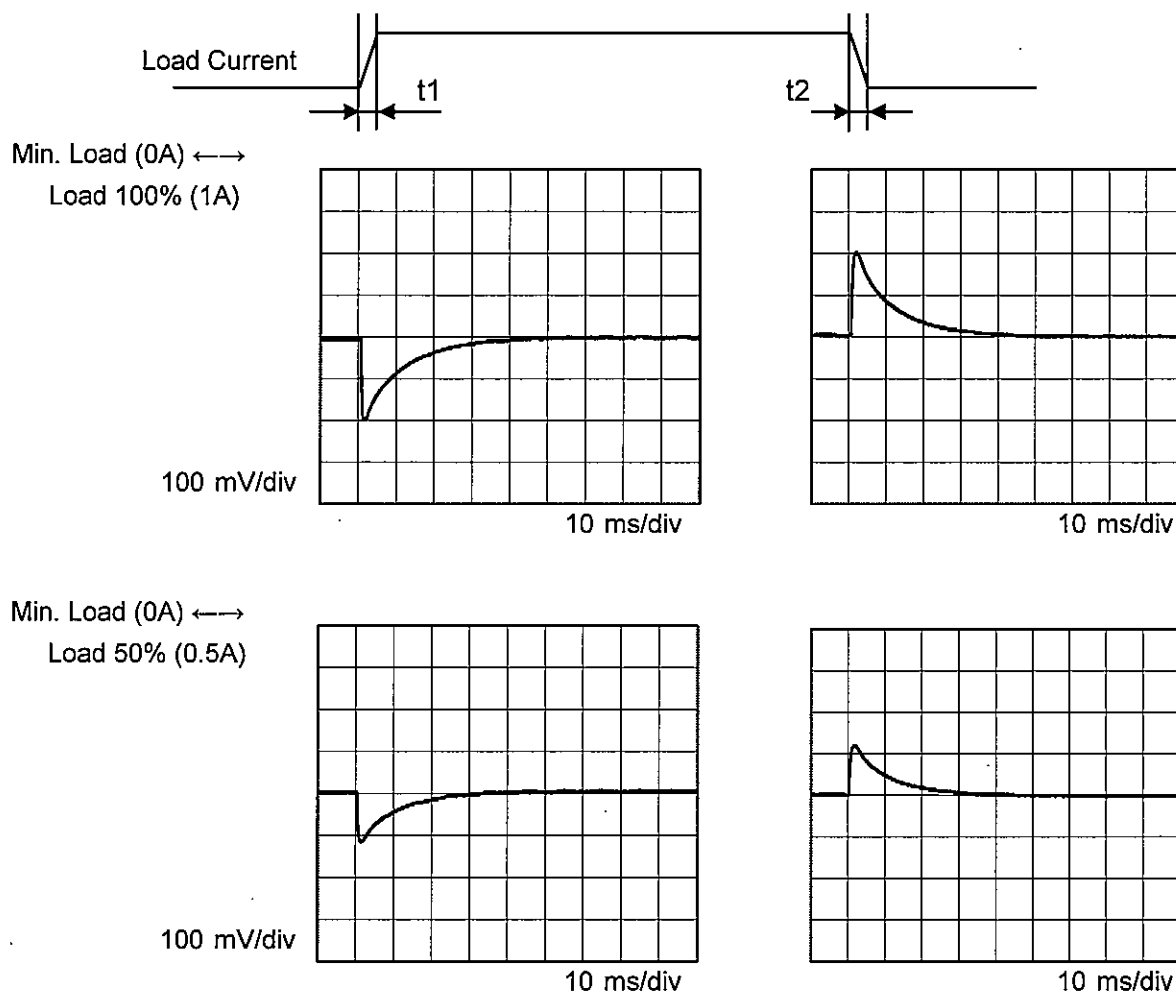 Load Current
t1
t2
Min. Load (0A) ←→
Load 100% (1A)
100 mV/div
10 ms/div
10 ms/div
Min. Load (0A) ←→
Load 50% (0.5A)
100 mV/div
10 ms/div
10 ms/div